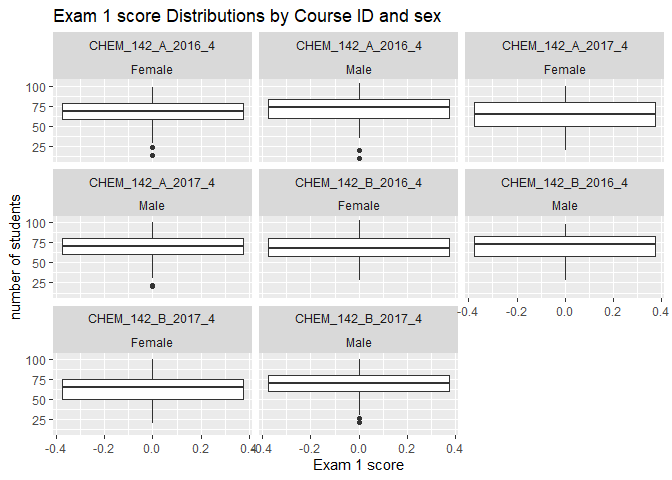 Exam 1 score Distributions by Course ID and sex
CHEM_142_A_2016_4
Female
CHEM_142_A_2016_4
Male
CHEM_142_A_2017_4
Female
100
75
50
25
CHEM_142_A_2017_4
Male
CHEM_142_B_2016_4
Female
CHEM_142_B_2016_4
Male
100
75
50
25
-0.4 -0.2 0.0 0.2 0.4
CHEM_142_B_2017_4
Female
CHEM_142_B_2017_4
Male
100
75
50
25
-0.4 -0.2 0.0 0.2 0.4
-0.4 -0.2 0.0 0.2 0.4
number of students
Exam 1 score